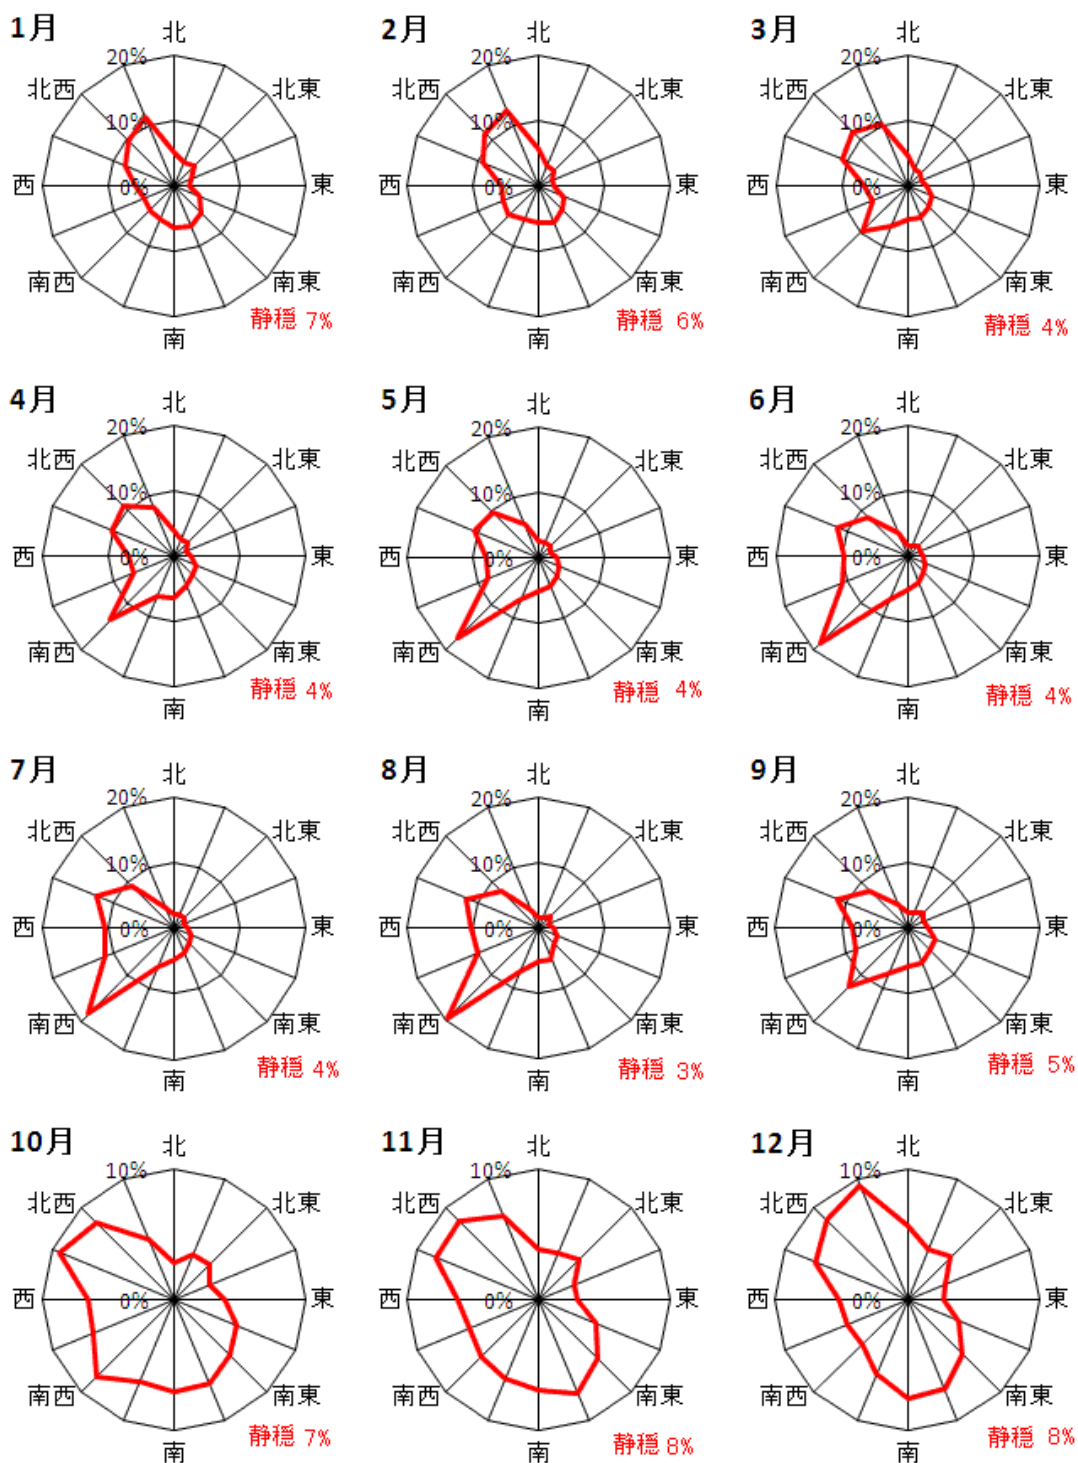 1月
北
20%
北西
北東
10%
西
0%
東
南西
南東
南
静穏 7%
2月
北
20%
北西
北東
10%
西
0%
東
南西
南東
南
静穏 6%
3月
北
20%
北西
北東
10%
西
0%
東
南西
南東
南
静穏 4%
4月
北
20%
北西
北東
10%
西
0%
東
南西
南東
南
静穏 4%
5月
北
20%
北西
北東
10%
西
0%
東
南西
南東
南
静穏 4%
6月
北
20%
北西
北東
10%
西
0%
東
南西
南東
南
静穏 4%
7月
北
20%
北西
北東
10%
西
0%
東
南西
南東
南
静穏 4%
8月
北
20%
北西
北東
10%
西
0%
東
南西
南東
南
静穏 3%
9月
北
20%
北西
北東
10%
西
0%
東
南西
南東
南
静穏 5%
10月
北
10%
北西
北東
西
0%
東
南西
南東
南
静穏 7%
11月
北
10%
北西
北東
西
0%
東
南西
南東
南
静穏 8%
12月
北
10%
北西
北東
西
0%
東
南西
南東
南
静穏 8%